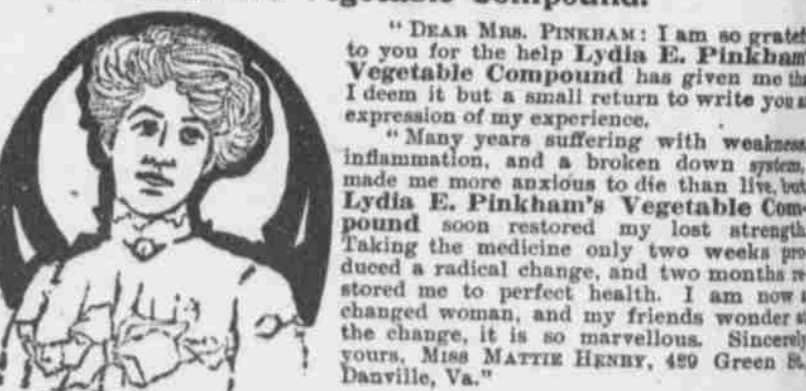 Vegetable Compound.
"DEAR MRS. PINKHAM: I am so gratef
to you for the help Lydia E. Pinkham'
Vegetable Compound has given me tha
I deem it but a small return to write you a
expression of my experience.
"Many years suffering with weakness,
inflammation, and a broken down system,
made me more anxious to die than live, but
Lydia E. Pinkham's Vegetable Com-
pound soon restored my lost strength.
Taking the medicine only two weeks pro-
duced a radical change, and two months re-
stored me to perfect health. I am now
changed woman, and my friends wonder at
the change, it is so marvellous. Sincerely
yours, MISS MATTIE HENRY, 429 Green St.
Danville, Va."